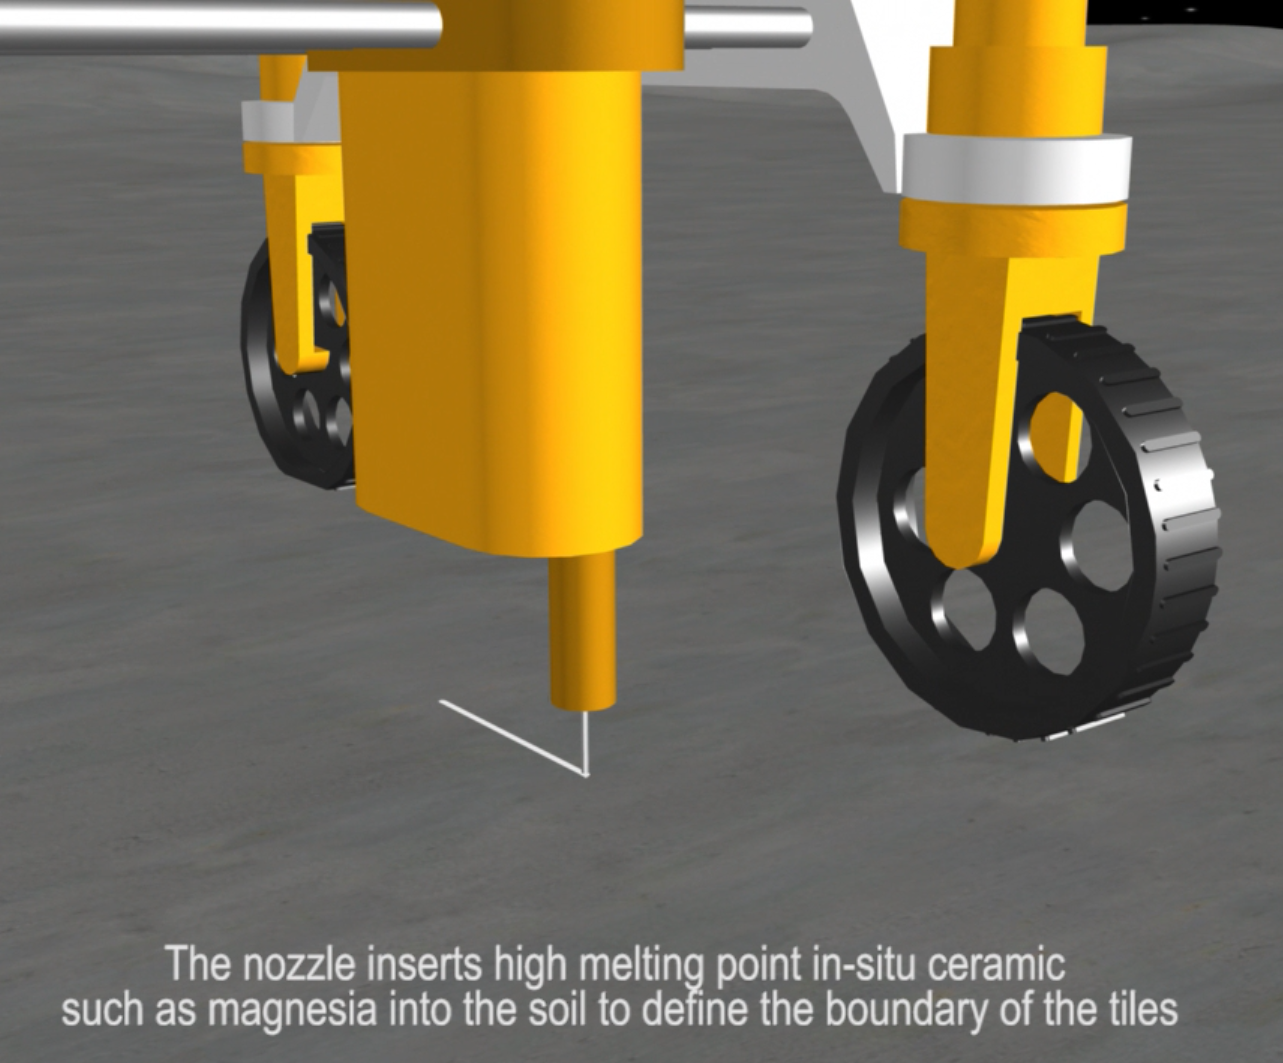 The nozzle inserts high melting point in-situ ceramic
such as magnesia into the soil to define the boundary of the tiles